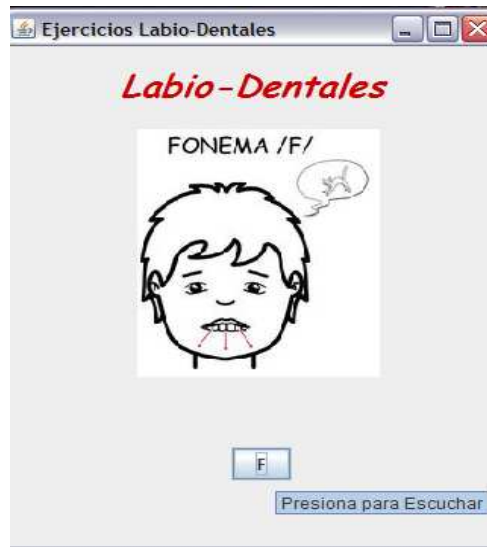 Ejercicios Labio-Dentales
Labio-Dentales
FONEMA /F/
F
Presiona para Escuchar